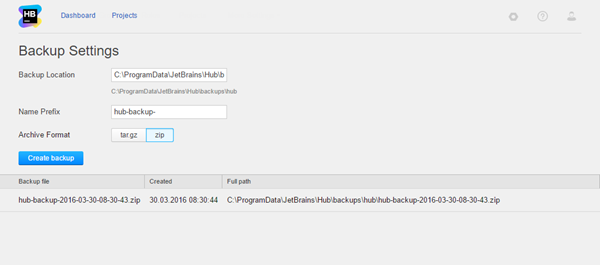 HB
Dashboard Projects
Backup Settings
Backup Location C:\ProgramData\JetBrains\Hub\b
C:\ProgramData\JetBrains\Hub\backups\hub
Name Prefix hub-backup-
Archive Format tar.gz zip
Create backup
Backup file Created Full path
hub-backup-2016-03-30-08-30-43.zip 30.03.2016 08:30:44 C:\ProgramData\JetBrains\Hub\backups\hub\hub-backup-2016-03-30-08-30-43.zip